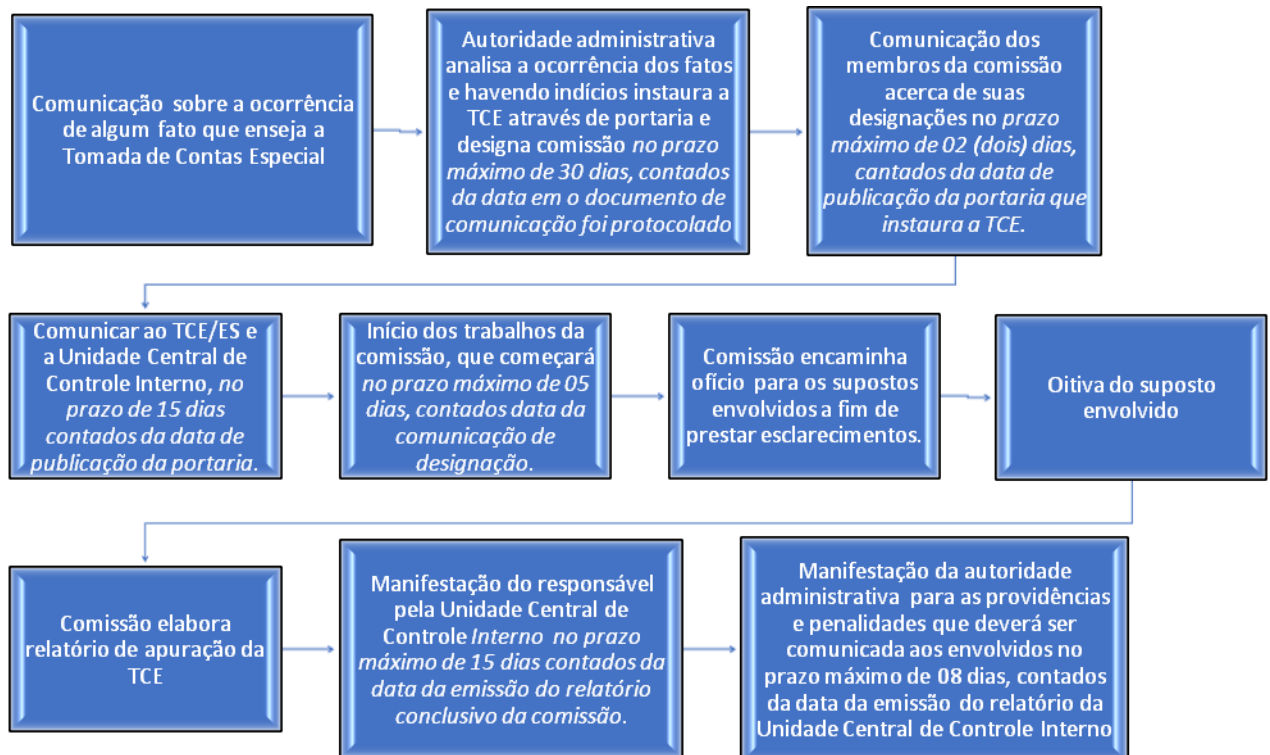 Comunicação sobre a ocorrência
de algum fato que enseja a
Tomada de Contas Especial
Autoridade administrativa
analisa a ocorrência dos fatos
e havendo indícios instaura a
TCE através de portaria e
designa comissão no prazo
máximo de 30 dias, contados
da data em o documento de
comunicação foi protocolado
Comunicação dos
membros da comissão
acerca de suas
designações no prazo
máximo de 02 (dois) dias,
cantados da data de
publicação da portaria que
instaura a TCE.
Comunicar ao TCE/ES e
a Unidade Central de
Controle Interno, no
prazo de 15 dias
contados da data de
publicação da portaria.
Início dos trabalhos da
comissão, que começará
no prazo máximo de 05
dias, contados data da
comunicação de
designação.
Comissão encaminha
ofício para os supostos
envolvidos a fim de
prestar esclarecimentos.
Oitiva do suposto
envolvido
Comissão elabora
relatório de apuração da
TCE
Manifestação do responsável
pela Unidade Central de
Controle Interno no prazo
máximo de 15 dias contados da
data da emissão do relatório
conclusivo da comissão.
Manifestação da autoridade
administrativa para as providências
e penalidades que deverá ser
comunicada aos envolvidos no
prazo máximo de 08 dias, contados
da data da emissão do relatório da
Unidade Central de Controle Interno